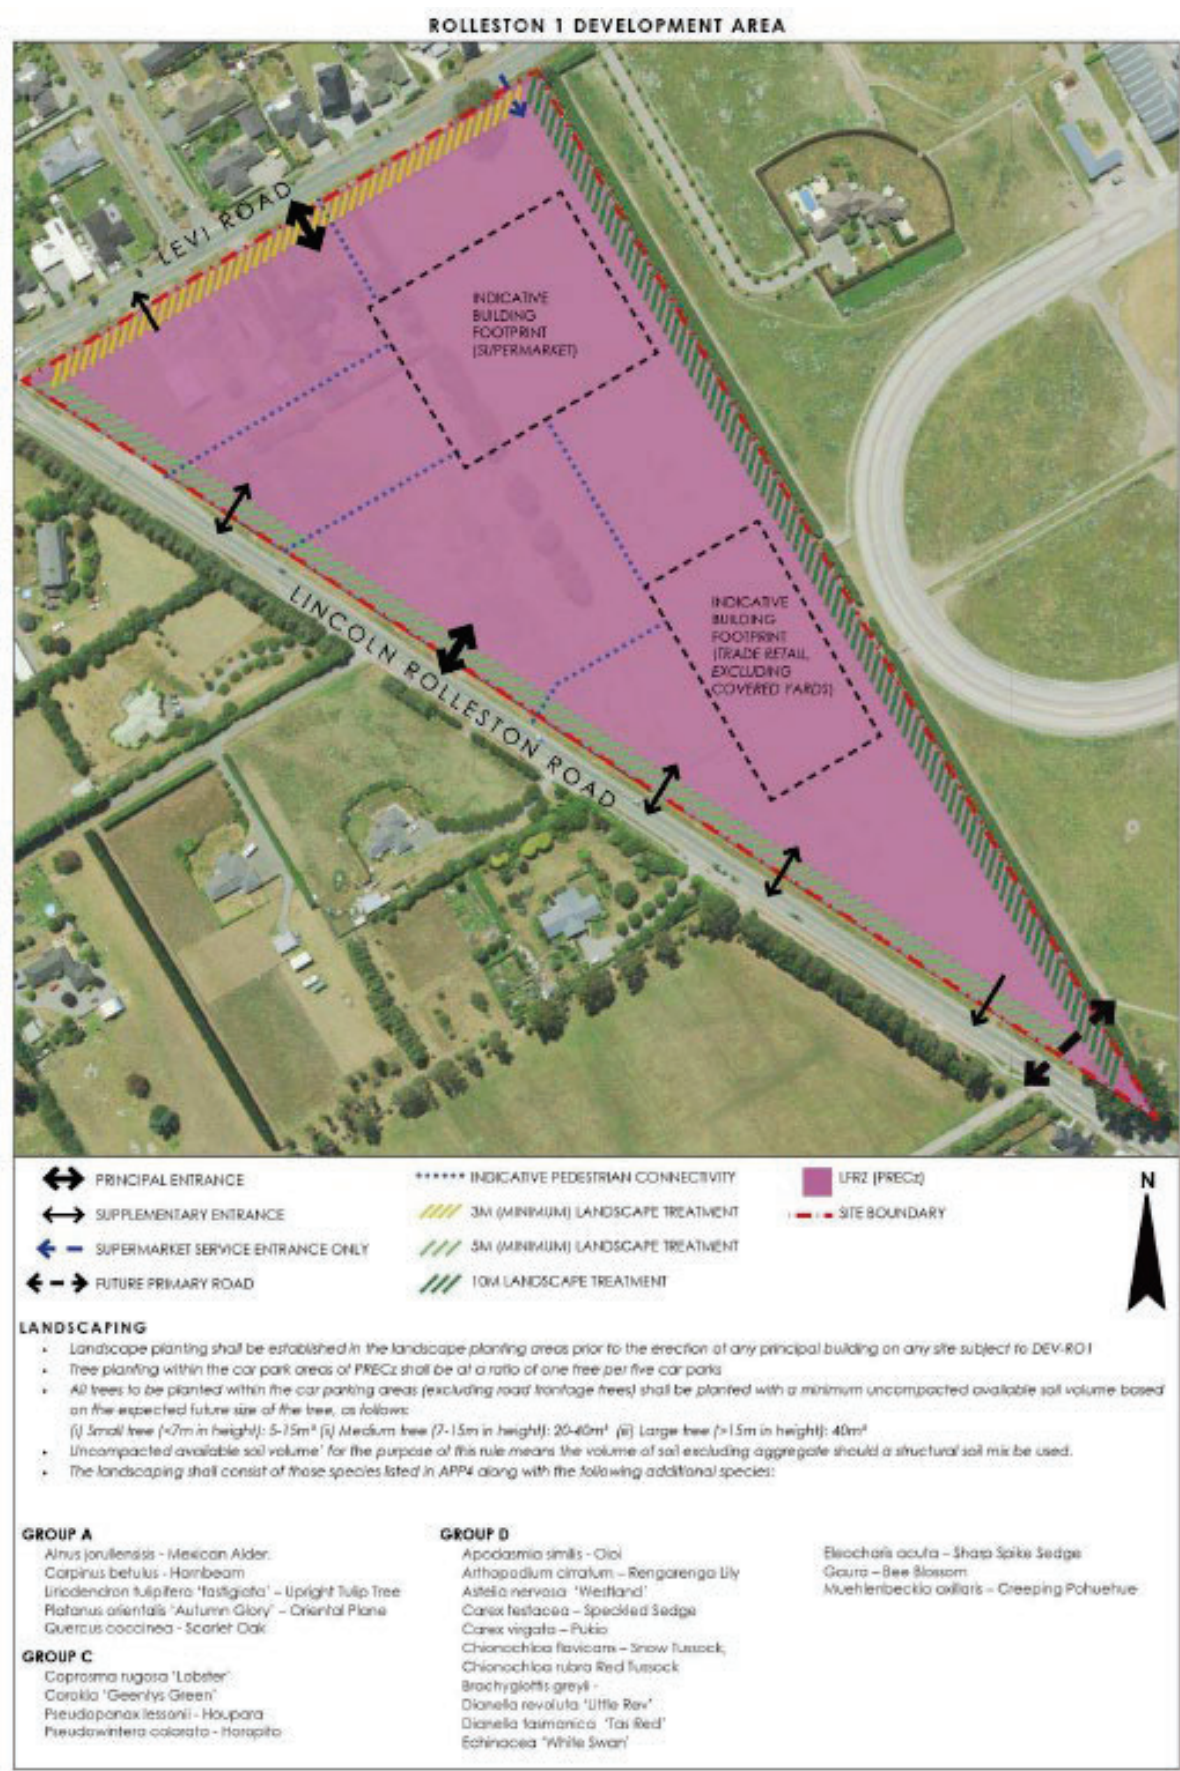 ROLLESTON 1 DEVELOPMENT AREA
LEVI ROAD
INDICATIVE
BUILDING
FOOTPRINT
(SUPERMARKET)
INDICATIVE
BUILDING
FOOTPRINT
(TRADE RETAIL,
EXCLUDING
COVERED YARDS)
LINCOLN ROLLESTON ROAD
PRINCIPAL ENTRANCE
SUPPLEMENTARY ENTRANCE
SUPERMARKET SERVICE ENTRANCE ONLY
FUTURE PRIMARY ROAD
INDICATIVE PEDESTRIAN CONNECTIVITY
3M (MINIMUM) LANDSCAPE TREATMENT
5M (MINIMUM) LANDSCAPE TREATMENT
10M LANDSCAPE TREATMENT
LFRZ (PRECz)
SITE BOUNDARY
N
LANDSCAPING
• Landscape planting shall be established in the landscape planting areas prior to the erection of any principal building on any site subject to DEV-RO1
• Tree planting within the car park areas of PRECz shall be at a ratio of one tree per five car parks
• All trees to be planted within the car parking areas (excluding road frontage trees) shall be planted with a minimum uncompacted available soil volume based
on the expected future size of the tree, as follows:
(i) Small tree (<7m in height): 5-15m³ (ii) Medium tree (7-15m in height): 20-40m³ (iii) Large tree (>15m in height): 40m³
• Uncompacted available soil volume' for the purpose of this rule means the volume of soil excluding aggregate should a structural soil mix be used.
• The landscaping shall consist of those species listed in APP4 along with the following additional species:
GROUP A
Alnus jorullensis - Mexican Alder.
Carpinus betulus - Hornbeam
Liriodendron tulipifera 'fastigiata' – Upright Tulip Tree
Platanus orientalis 'Autumn Glory' – Oriental Plane
Quercus coccinea - Scarlet Oak
GROUP C
Coprosma rugosa 'Lobster'
Corokia 'Geentys Green'
Pseudopanax lessonii - Houpara
Pseudowintera colorata - Horopito
GROUP D
Apodasmia similis - Oioi
Arthropodium cirratum – Rengarenga Lily
Astelia nervosa 'Westland'
Carex testacea – Speckled Sedge
Carex virgata – Pukio
Chionochloa flavicans – Snow Tussock,
Chionochloa rubra Red Tussock
Brachyglottis greyii -
Dianella revoluta 'Little Rev'
Dianella tasmanica 'Tas Red'
Echinacea 'White Swan'
Eleocharis acuta – Sharp Spike Sedge
Gaura – Bee Blossom
Muehlenbeckia axillaris – Creeping Pohuehue